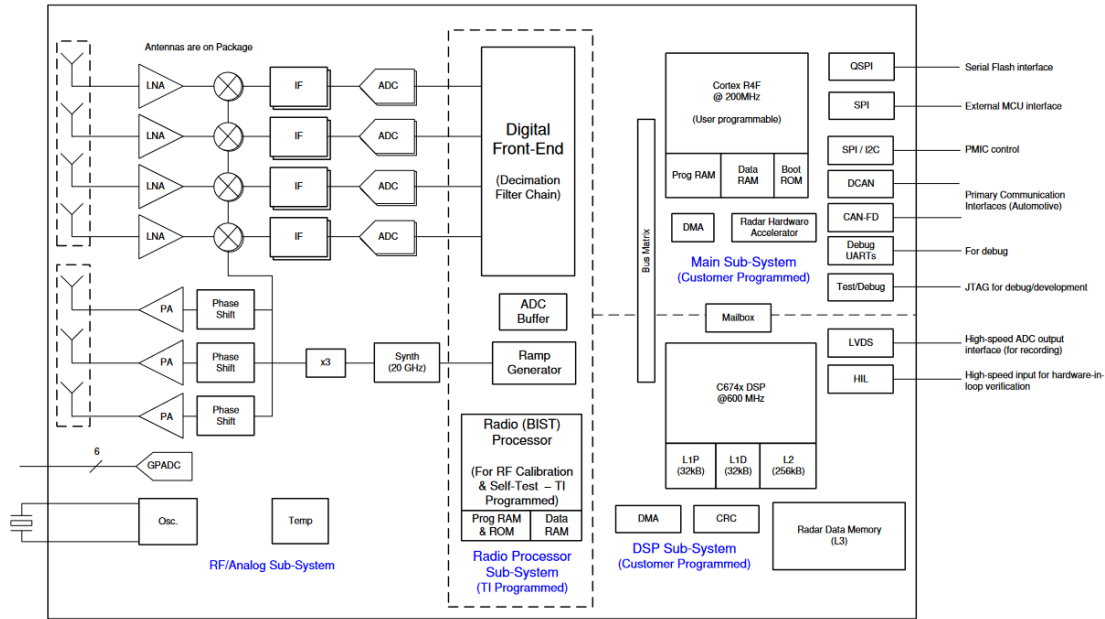 Antennas are on Package
LNA
IF
ADC
LNA
IF
ADC
LNA
IF
ADC
LNA
IF
ADC
PA
Phase
Shift
PA
Phase
Shift
PA
Phase
Shift
x3
Synth
(20 GHz)
6
GPADC
Osc.
Temp
RF/Analog Sub-System
Digital
Front-End
(Decimation
Filter Chain)
ADC
Buffer
Ramp
Generator
Radio (BIST)
Processor
(For RF Calibration
& Self-Test – TI
Programmed)
Prog RAM
& ROM
Data
RAM
Radio Processor
Sub-System
(TI Programmed)
Bus Matrix
Cortex R4F
@ 200MHz
(User programmable)
Prog RAM
Data
RAM
Boot
ROM
DMA
Radar Hardware
Accelerator
Main Sub-System
(Customer Programmed)
Mailbox
C674x DSP
@600 MHz
L1P
(32kB)
L1D
(32kB)
L2
(256kB)
DMA
CRC
DSP Sub-System
(Customer Programmed)
Radar Data Memory
(L3)
QSPI
Serial Flash interface
SPI
External MCU interface
SPI / I2C
PMIC control
DCAN
CAN-FD
Primary Communication
Interfaces (Automotive)
Debug
UARTs
For debug
Test/Debug
JTAG for debug/development
LVDS
High-speed ADC output
interface (for recording)
HIL
High-speed input for hardware-in-
loop verification